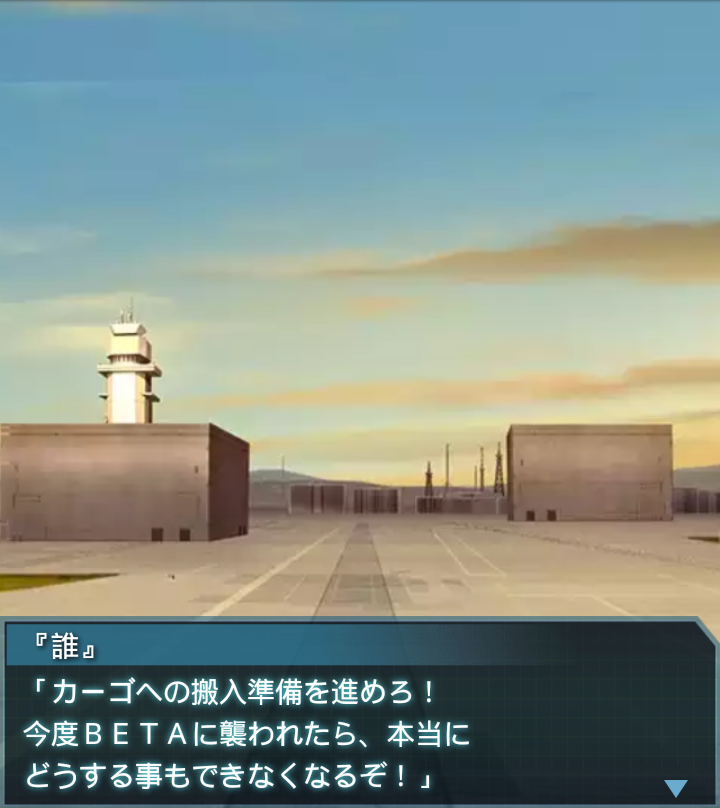 『誰』
「カーゴへの搬入準備を進めろ！
今度ＢＥＴＡに襲われたら、本当に
どうする事もできなくなるぞ！」